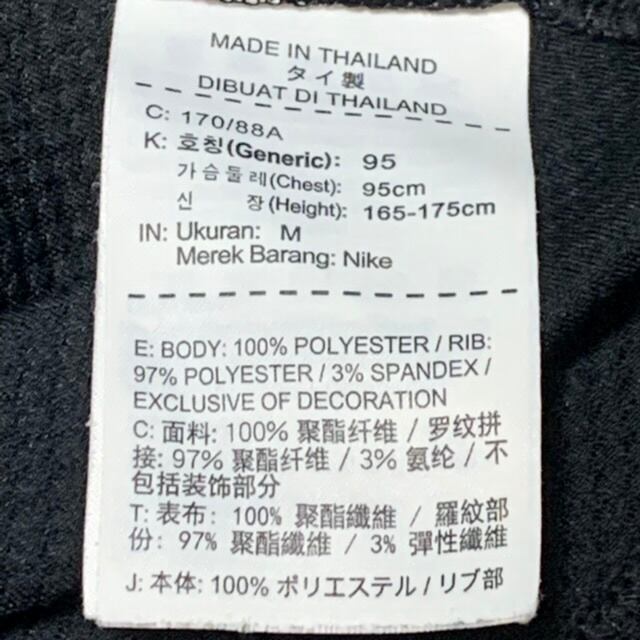 MADE IN THAILAND
タイ製
DIBUAT DI THAILAND
C: 170/88A
K: 호칭(Generic): 95
가슴둘레(Chest): 95cm
신 장(Height): 165-175cm
IN: Ukuran: M
Merek Barang: Nike
E: BODY: 100% POLYESTER / RIB:
97% POLYESTER / 3% SPANDEX /
EXCLUSIVE OF DECORATION
C: 面料: 100% 聚酯纤维 / 罗纹拼
接: 97% 聚酯纤维 / 3% 氨纶 / 不
包括装饰部分
T: 表布: 100% 聚酯纖維 / 羅紋部
份: 97% 聚酯纖維 / 3% 彈性纖維
J: 本体: 100% ポリエステル / リブ部